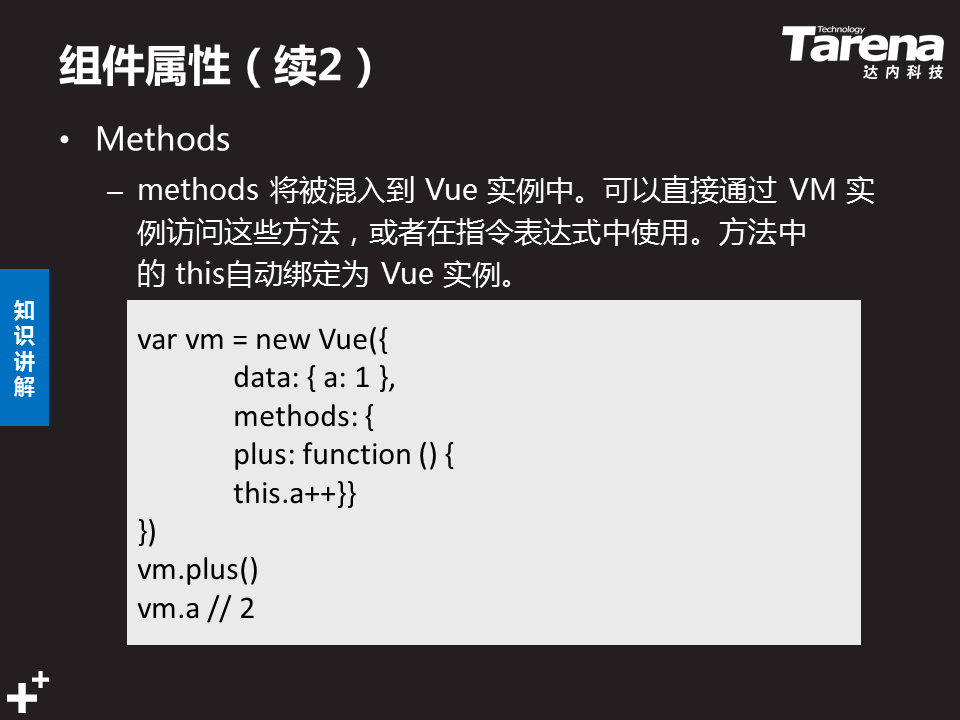 组件属性（续2）
Technology
Tarena
达内科技
• Methods
– methods 将被混入到 Vue 实例中。可以直接通过 VM 实
例访问这些方法，或者在指令表达式中使用。方法中
的 this自动绑定为 Vue 实例。
知
识
讲
解
var vm = new Vue({
data: { a: 1 },
methods: {
plus: function () {
this.a++}}
})
vm.plus()
vm.a // 2